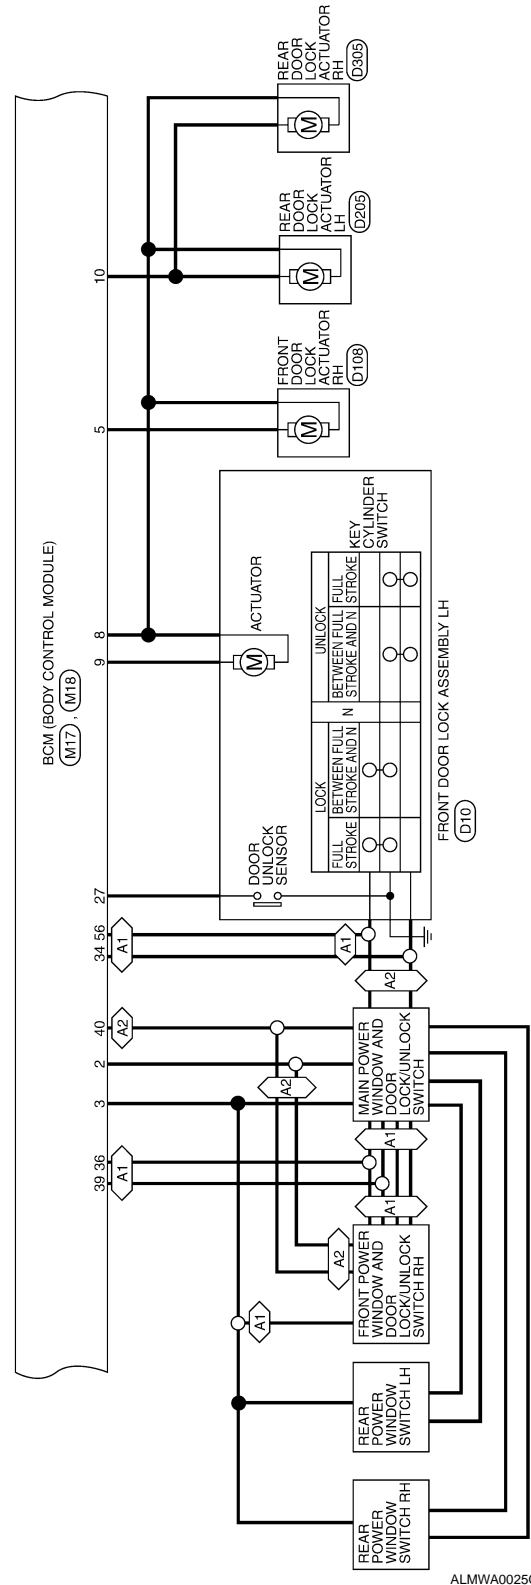 BCM (BODY CONTROL MODULE)
M17 , M18
39 36
3
2
40
34 56
27
9
8
5
10
A1
A2
A1
REAR
DOOR
LOCK
ACTUATOR
RH
D305
M
REAR
DOOR
LOCK
ACTUATOR
LH
D205
M
FRONT
DOOR
LOCK
ACTUATOR
RH
D108
M
ACTUATOR
M
DOOR
UNLOCK
SENSOR
KEY
CYLINDER
SWITCH
LOCK
N
UNLOCK
FULL
STROKE
BETWEEN FULL
STROKE AND N
BETWEEN FULL
STROKE AND N
FULL
STROKE
FRONT DOOR LOCK ASSEMBLY LH
D10
A1
A2
A2
A1
A1
A2
A1
MAIN POWER
WINDOW AND
DOOR
LOCK/UNLOCK
SWITCH
FRONT POWER
WINDOW AND
DOOR
LOCK/UNLOCK
SWITCH RH
REAR
POWER
WINDOW
SWITCH LH
REAR
POWER
WINDOW
SWITCH RH